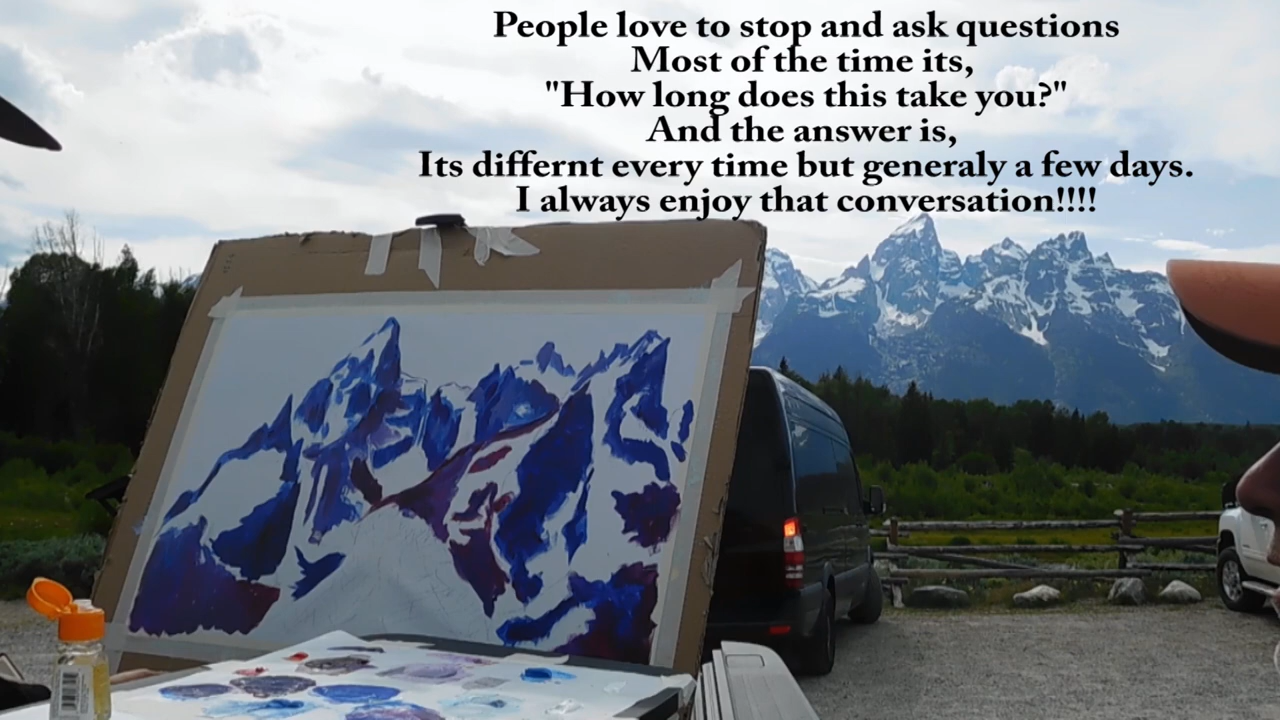 People love to stop and ask questions
Most of the time its,
"How long does this take you?"
And the answer is,
Its differnt every time but generaly a few days.
I always enjoy that conversation!!!!